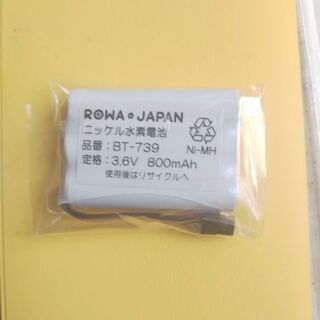 ROWA JAPAN
ニッケル水素電池
品番：BT-739 Ni-MH
定格：3.6V 800mAh
使用後はリサイクルへ